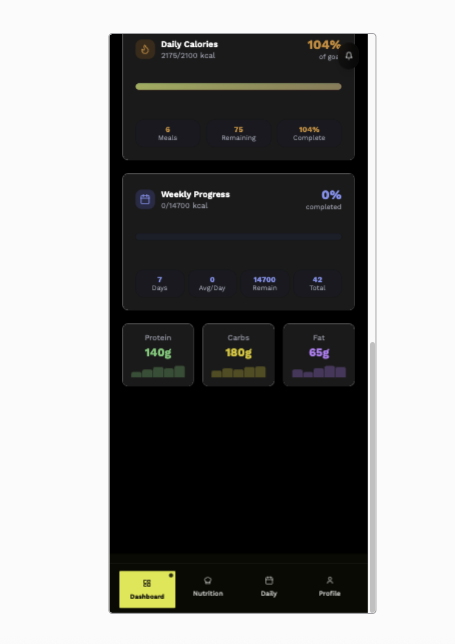 Daily Calories
2175/2100 kcal
104%
of goal
6
Meals
75
Remaining
104%
Complete
Weekly Progress
0/14700 kcal
0%
completed
7
Days
0
Avg/Day
14700
Remain
42
Total
Protein
140g
Carbs
180g
Fat
65g
Dashboard
Nutrition
Daily
Profile